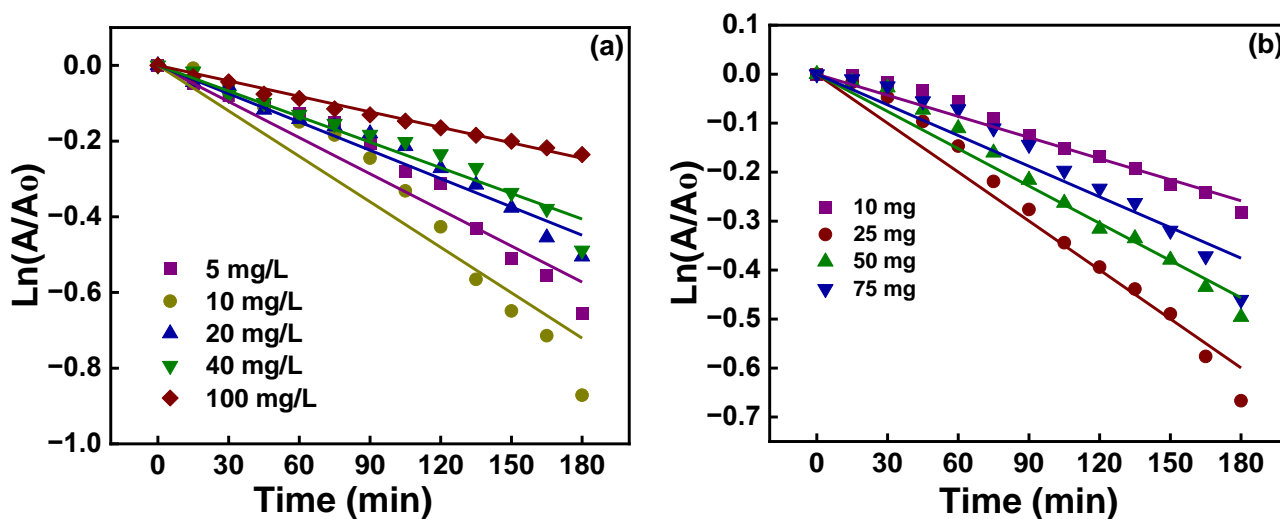 (a)
Ln(A/Ao)
0.0
−0.2
−0.4
−0.6
−0.8
−1.0
5 mg/L
10 mg/L
20 mg/L
40 mg/L
100 mg/L
0 30 60 90 120 150 180
Time (min)
(b)
Ln(A/Ao)
0.1
0.0
−0.1
−0.2
−0.3
−0.4
−0.5
−0.6
−0.7
10 mg
25 mg
50 mg
75 mg
0 30 60 90 120 150 180
Time (min)